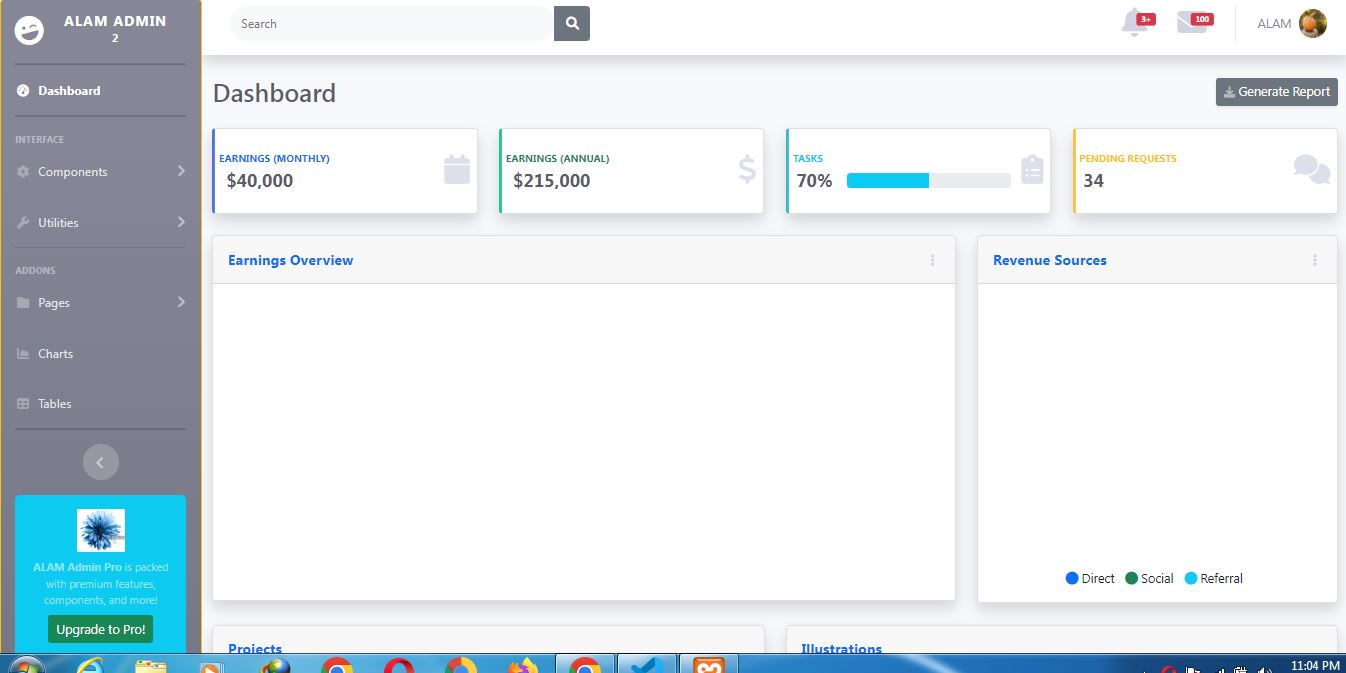 ALAM ADMIN
2
Search
3+
100
ALAM
Dashboard
Dashboard
Generate Report
INTERFACE
Components
Utilities
ADDONS
Pages
Charts
Tables
ALAM Admin Pro is packed
with premium features,
components, and more!
Upgrade to Pro!
EARNINGS (MONTHLY)
$40,000
EARNINGS (ANNUAL)
$215,000
TASKS
70%
PENDING REQUESTS
34
Earnings Overview
Revenue Sources
Direct Social Referral
Projects
Illustrations
11:04 PM